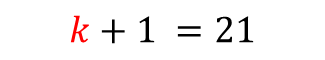 k + 1 = 21